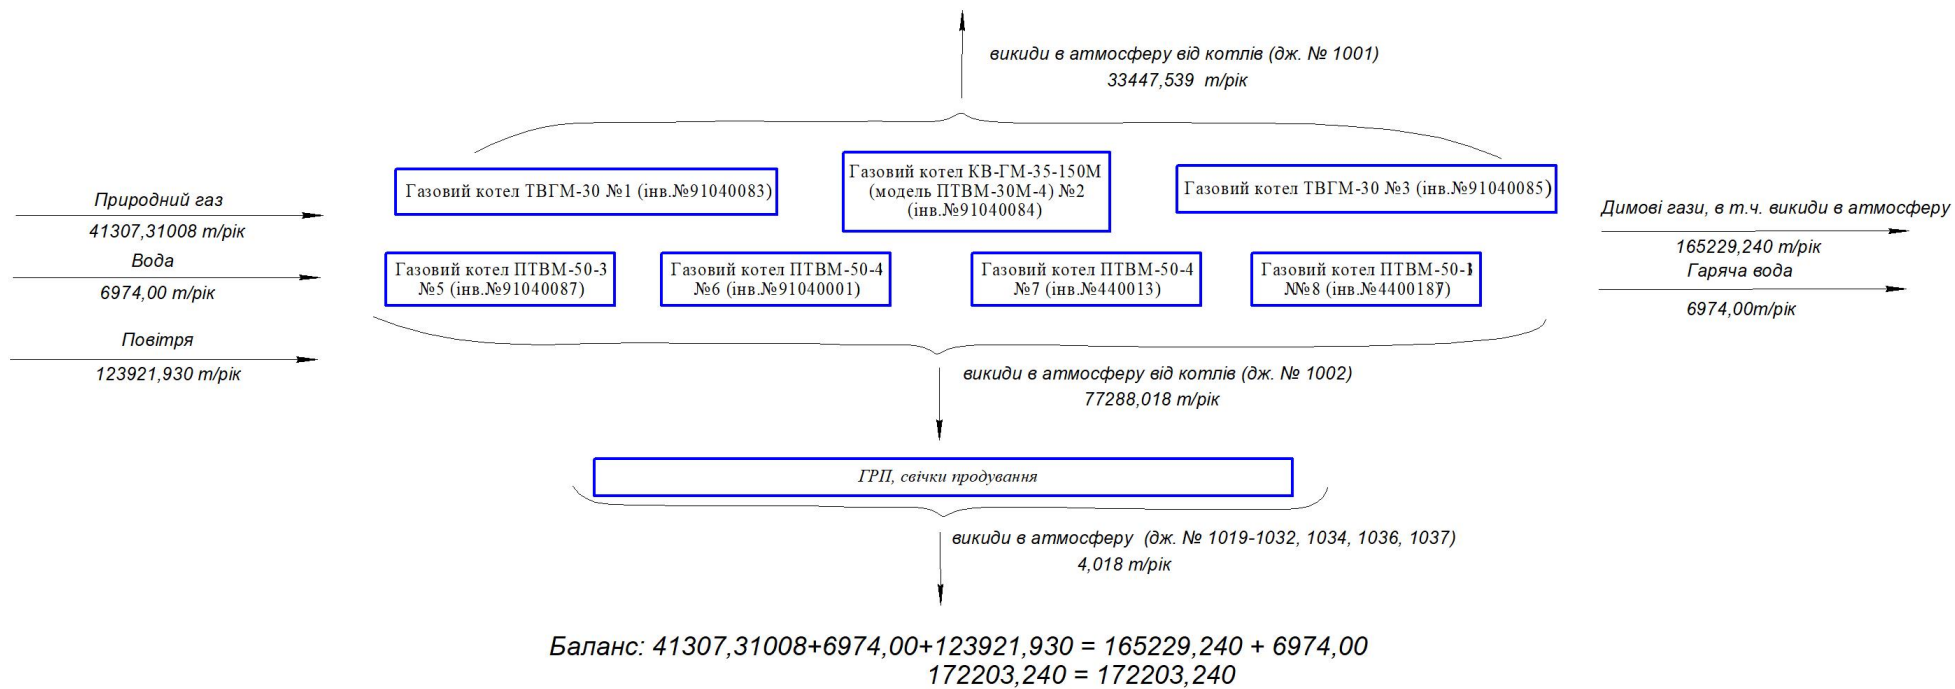 викиди в атмосферу від котлів (дж. № 1001)
33447,539 т/рік
Газовий котел ТВГМ-30 №1 (інв.№91040083)
Газовий котел КВ-ГМ-35-150М
(модель ПТВМ-30М-4) №2
(інв.№91040084)
Газовий котел ТВГМ-30 №3 (інв.№91040085)
Природний газ
41307,31008 т/рік
Вода
6974,00 т/рік
Повітря
123921,930 т/рік
Газовий котел ПТВМ-50-3
№5 (інв.№91040087)
Газовий котел ПТВМ-50-4
№6 (інв.№91040001)
Газовий котел ПТВМ-50-4
№7 (інв.№440013)
Газовий котел ПТВМ-50-
№8 (інв.№440018
Димові гази, в т.ч. викиди в атмосферу
165229,240 т/рік
Гаряча вода
6974,00т/рік
викиди в атмосферу від котлів (дж. № 1002)
77288,018 т/рік
ГРП, свічки продування
викиди в атмосферу (дж. № 1019-1032, 1034, 1036, 1037)
4,018 т/рік
Баланс: 41307,31008+6974,00+123921,930 = 165229,240 + 6974,00
172203,240 = 172203,240